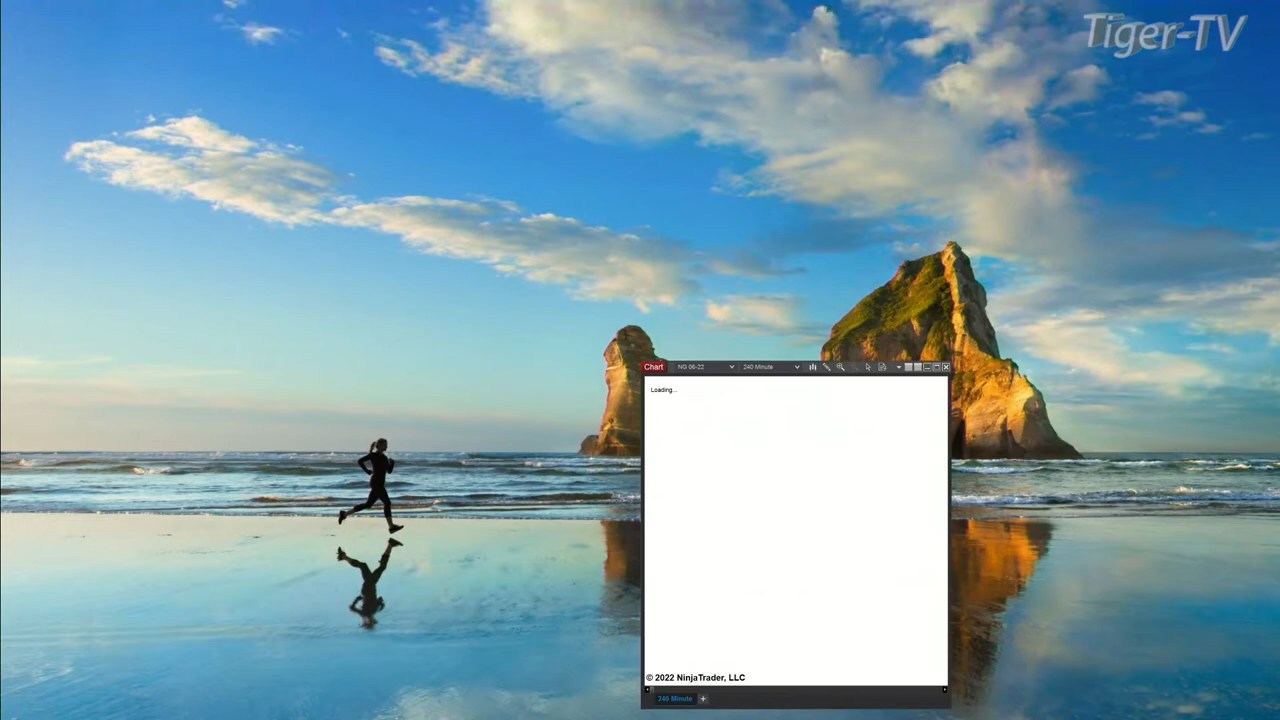 Tiger-TV
Chart NG 06-22 240 Minute
Loading...
© 2022 NinjaTrader, LLC
240 Minute +